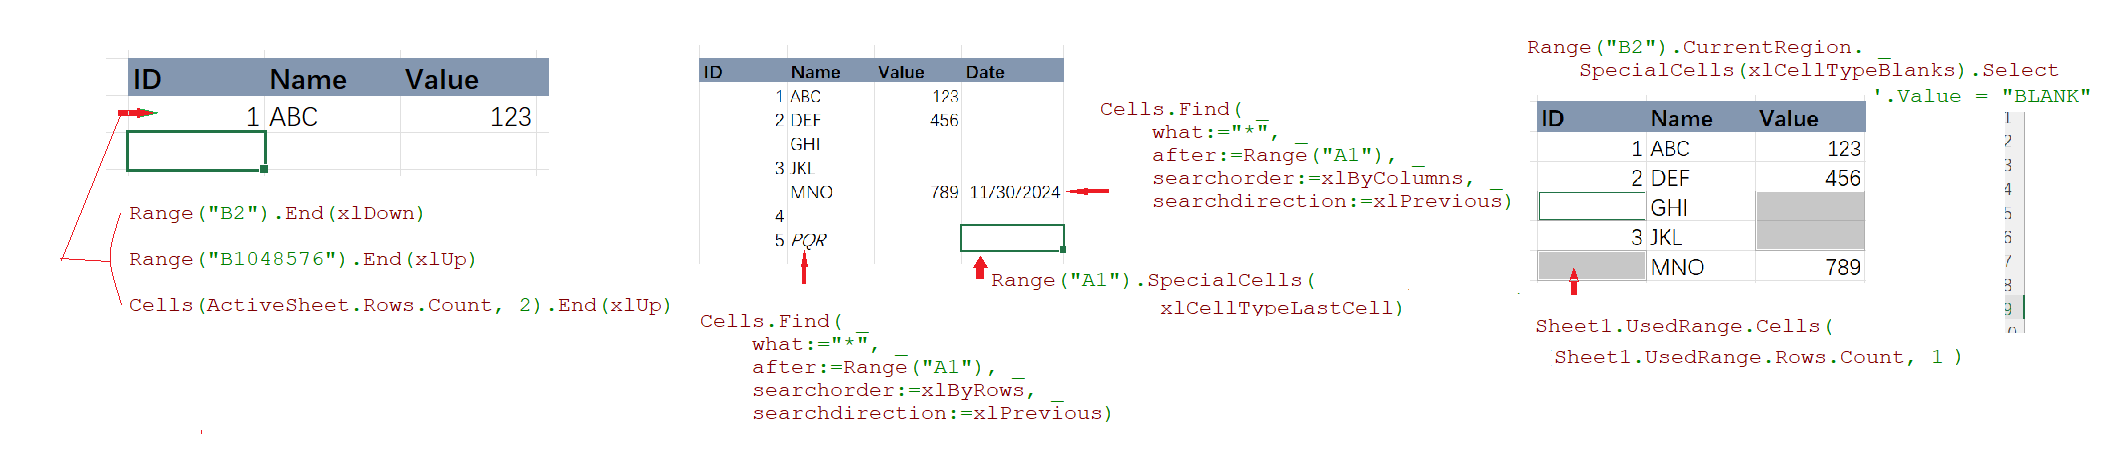 ID Name Value
1 ABC 123
Range("B2").End(xlDown)
Range("B1048576").End(xlUp)
Cells(ActiveSheet.Rows.Count, 2).End(xlUp)
ID Name Value Date
1 ABC 123
2 DEF 456
GHI
3 JKL
MNO 789 11/30/2024
4
5 PQR
Cells.Find( _
what:="*", _
after:=Range("A1"), _
searchorder:=xlByColumns, _
searchdirection:=xlPrevious)
Range("A1").SpecialCells(
xlCellTypeLastCell)
Cells.Find( _
what:="*", _
after:=Range("A1"), _
searchorder:=xlByRows, _
searchdirection:=xlPrevious)
Range("B2").CurrentRegion. _
SpecialCells(xlCellTypeBlanks).Select
'.Value = "BLANK"
ID Name Value
1 ABC 123
2 DEF 456
GHI
3 JKL
MNO 789
1
2
3
4
5
6
7
8
9
Sheet1.UsedRange.Cells(
Sheet1.UsedRange.Rows.Count, 1 )